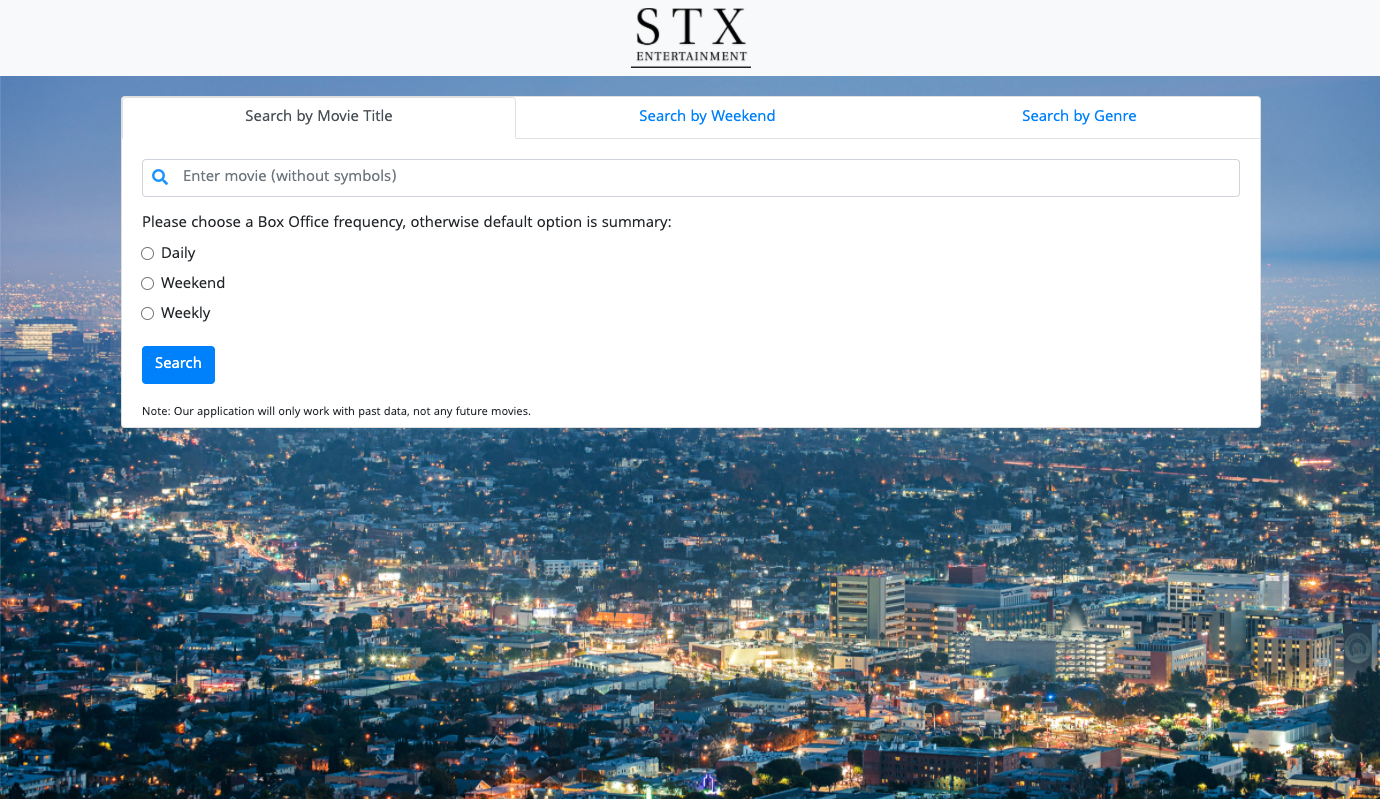 STX
ENTERTAINMENT
Search by Movie Title
Search by Weekend
Search by Genre
Enter movie (without symbols)
Please choose a Box Office frequency, otherwise default option is summary:
Daily
Weekend
Weekly
Search
Note: Our application will only work with past data, not any future movies.